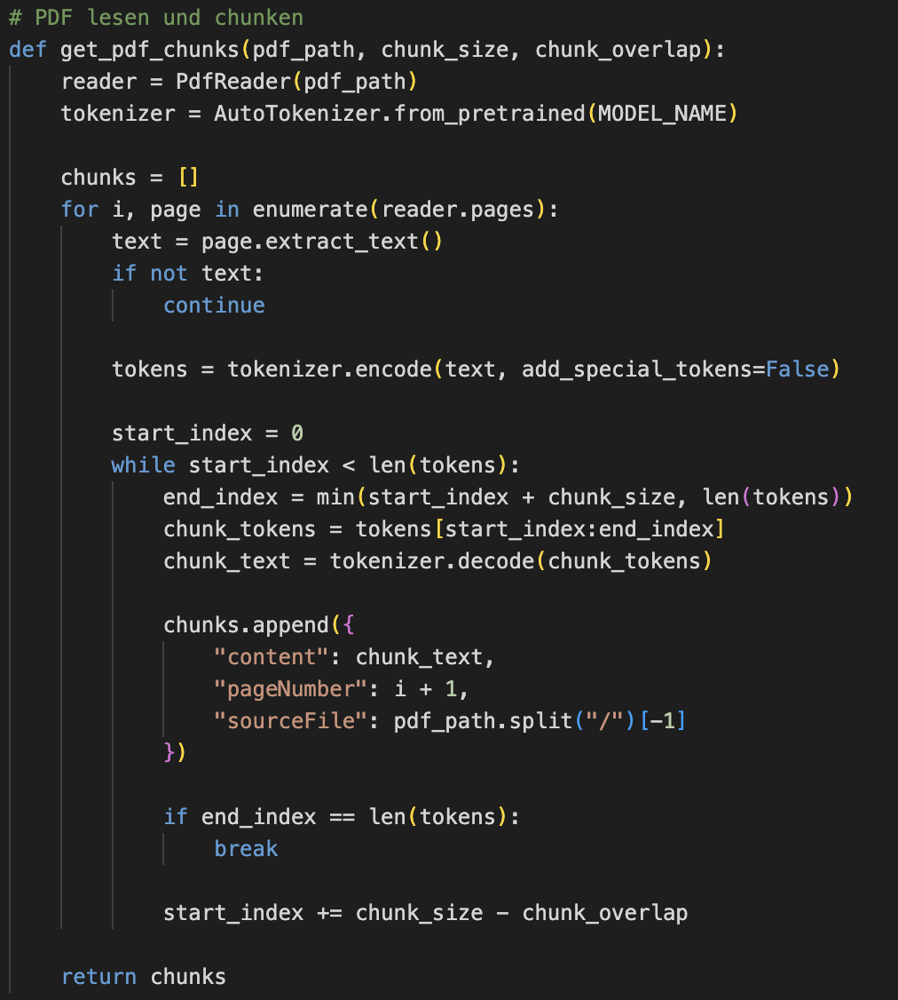 # PDF lesen und chunken
def get_pdf_chunks(pdf_path, chunk_size, chunk_overlap):
    reader = PdfReader(pdf_path)
    tokenizer = AutoTokenizer.from_pretrained(MODEL_NAME)

    chunks = []
    for i, page in enumerate(reader.pages):
        text = page.extract_text()
        if not text:
            continue

        tokens = tokenizer.encode(text, add_special_tokens=False)

        start_index = 0
        while start_index < len(tokens):
            end_index = min(start_index + chunk_size, len(tokens))
            chunk_tokens = tokens[start_index:end_index]
            chunk_text = tokenizer.decode(chunk_tokens)

            chunks.append({
                "content": chunk_text,
                "pageNumber": i + 1,
                "sourceFile": pdf_path.split("/")[-1]
            })

            if end_index == len(tokens):
                break

            start_index += chunk_size - chunk_overlap

    return chunks